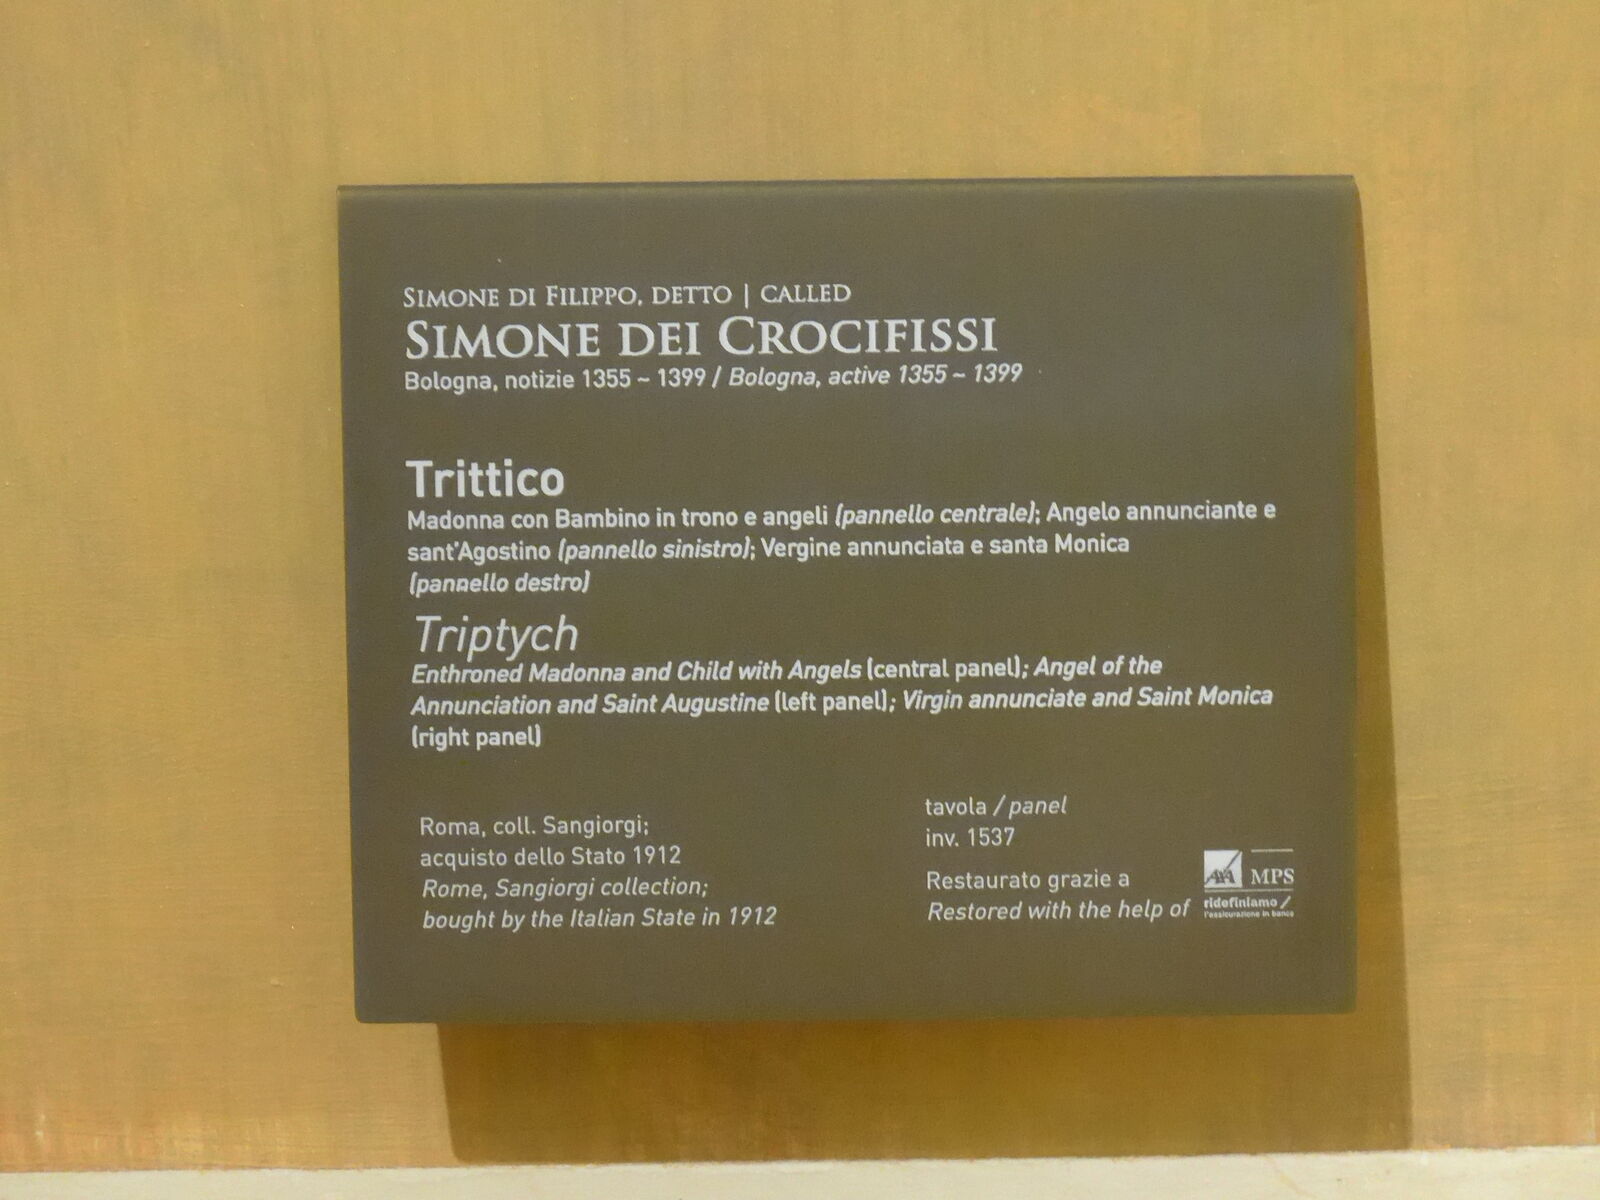 SIMONE DI FILIPPO, DETTO | CALLED
SIMONE DEI CROCIFISSI
Bologna, notizie 1355 ~ 1399 / Bologna, active 1355 ~ 1399
Trittico
Madonna con Bambino in trono e angeli (pannello centrale); Angelo annunciante e
sant'Agostino (pannello sinistro); Vergine annunciata e santa Monica
(pannello destro)
Triptych
Enthroned Madonna and Child with Angels (central panel); Angel of the
Annunciation and Saint Augustine (left panel); Virgin annunciate and Saint Monica
(right panel)
Roma, coll. Sangiorgi;
acquisto dello Stato 1912
Rome, Sangiorgi collection;
bought by the Italian State in 1912
tavola / panel
inv. 1537
Restaurato grazie a
Restored with the help of
AXA MPS
ridefiniamo /
l'assicurazione in banca